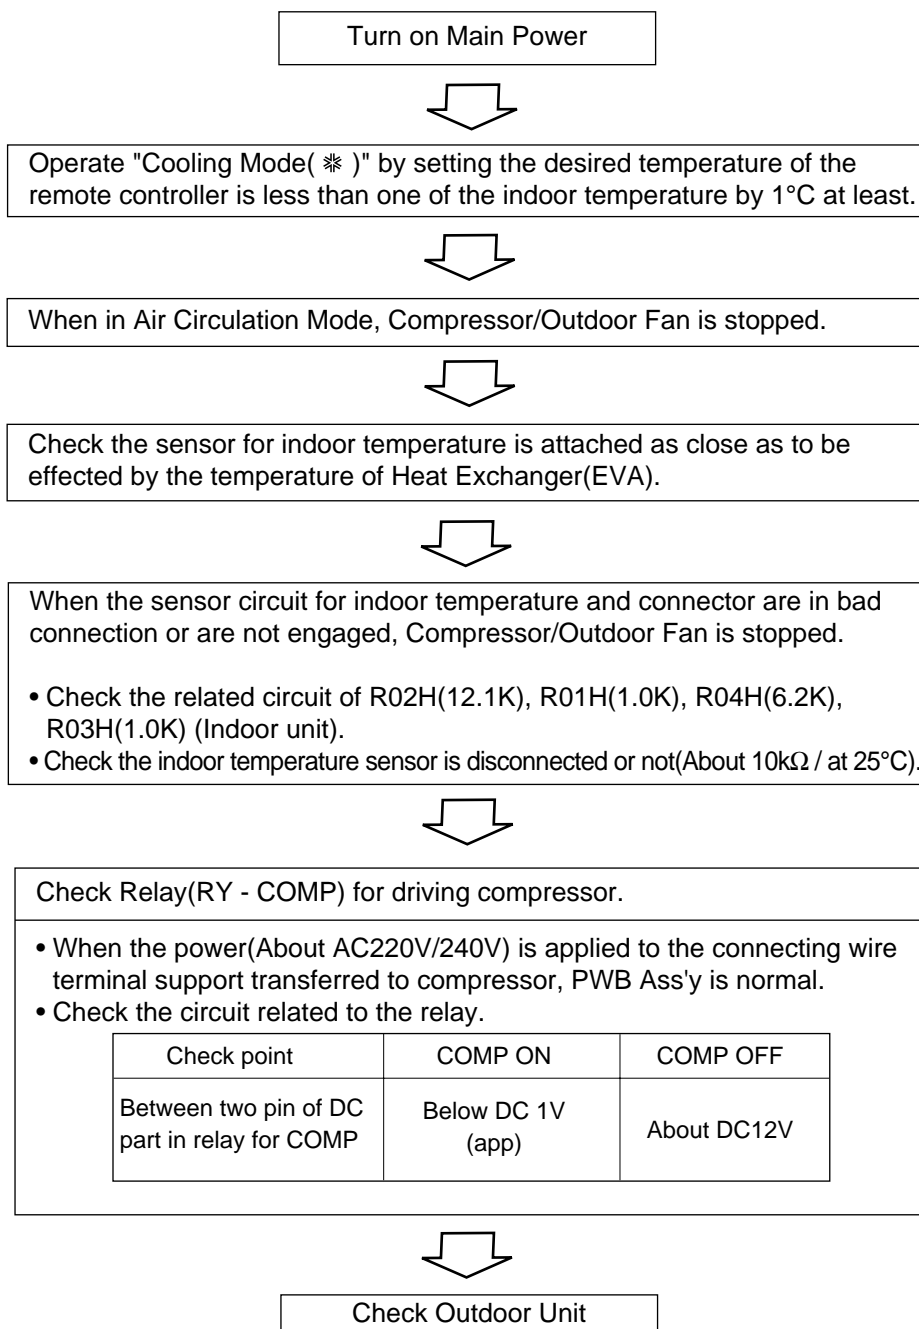 Turn on Main Power
Operate "Cooling Mode( ❊ )" by setting the desired temperature of the
remote controller is less than one of the indoor temperature by 1°C at least.
When in Air Circulation Mode, Compressor/Outdoor Fan is stopped.
Check the sensor for indoor temperature is attached as close as to be
effected by the temperature of Heat Exchanger(EVA).
When the sensor circuit for indoor temperature and connector are in bad
connection or are not engaged, Compressor/Outdoor Fan is stopped.
• Check the related circuit of R02H(12.1K), R01H(1.0K), R04H(6.2K),
R03H(1.0K) (Indoor unit).
• Check the indoor temperature sensor is disconnected or not(About 10kΩ / at 25°C).
Check Relay(RY - COMP) for driving compressor.
• When the power(About AC220V/240V) is applied to the connecting wire
terminal support transferred to compressor, PWB Ass'y is normal.
• Check the circuit related to the relay.
Check point COMP ON COMP OFF
Between two pin of DC
part in relay for COMP
Below DC 1V
(app)
About DC12V
Check Outdoor Unit